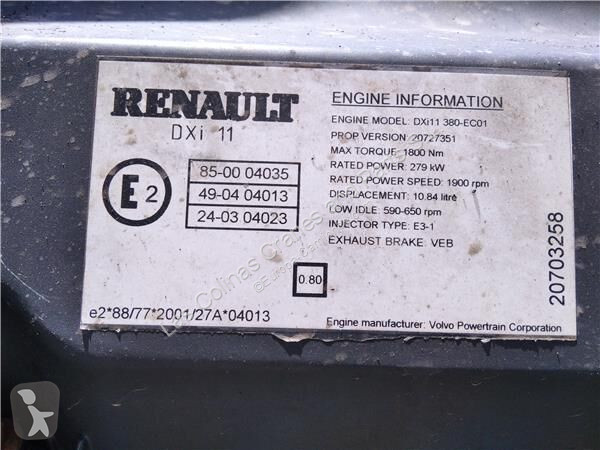 RENAULT
DXi 11
E2
85-00 04035
49-04 04013
24-03 04023
0.80
e2*88/77*2001/27A*04013
ENGINE INFORMATION
ENGINE MODEL: DXi11 380-EC01
PROP VERSION: 20727351
MAX TORQUE: 1800 Nm
RATED POWER: 279 kW
RATED POWER SPEED: 1900 rpm
DISPLACEMENT: 10.84 litre
LOW IDLE: 590-650 rpm
INJECTOR TYPE: E3-1
EXHAUST BRAKE: VEB
20703258
Engine manufacturer: Volvo Powertrain Corporation